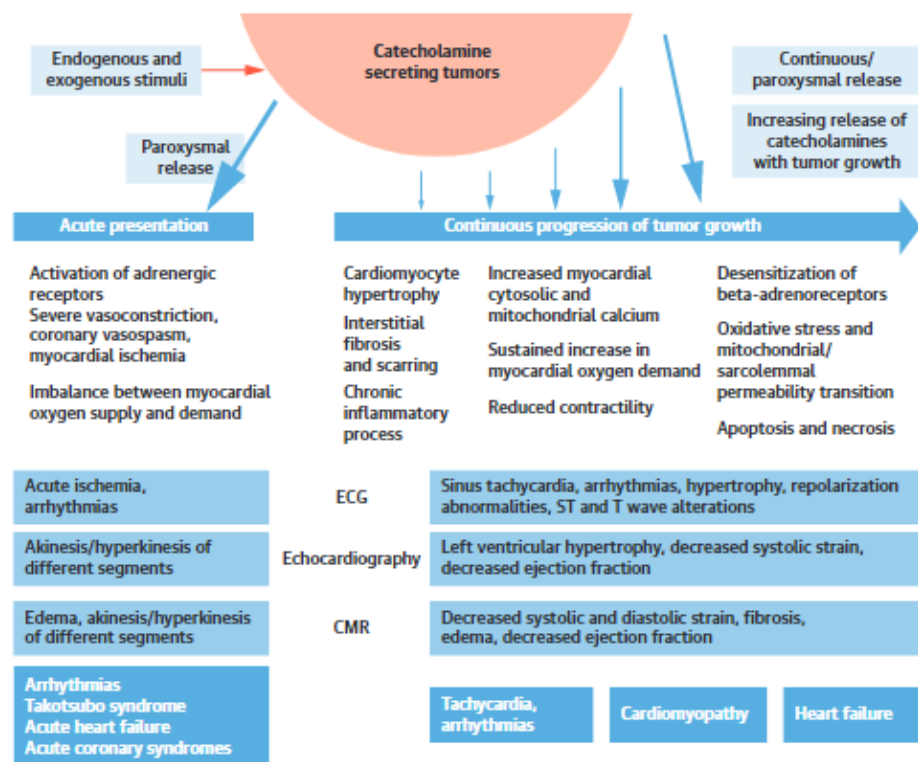 Endogenous and
exogenous stimuli
Catecholamine
secreting tumors
Continuous/
paroxysmal release
Paroxysmal
release
Increasing release of
catecholamines
with tumor growth
Acute presentation
Continuous progression of tumor growth
Activation of adrenergic
receptors
Severe vasoconstriction,
coronary vasospasm,
myocardial ischemia
Imbalance between myocardial
oxygen supply and demand
Cardiomyocyte
hypertrophy
Interstitial
fibrosis
and scarring
Chronic
inflammatory
process
Increased myocardial
cytosolic and
mitochondrial calcium
Sustained increase in
myocardial oxygen demand
Reduced contractility
Desensitization of
beta-adrenoreceptors
Oxidative stress and
mitochondrial/
sarcolemmal
permeability transition
Apoptosis and necrosis
Acute ischemia,
arrhythmias
ECG
Sinus tachycardia, arrhythmias, hypertrophy, repolarization
abnormalities, ST and T wave alterations
Akinesis/hyperkinesis of
different segments
Echocardiography
Left ventricular hypertrophy, decreased systolic strain,
decreased ejection fraction
Edema, akinesis/hyperkinesis
of different segments
CMR
Decreased systolic and diastolic strain, fibrosis,
edema, decreased ejection fraction
Arrhythmias
Takotsubo syndrome
Acute heart failure
Acute coronary syndromes
Tachycardia,
arrhythmias
Cardiomyopathy
Heart failure